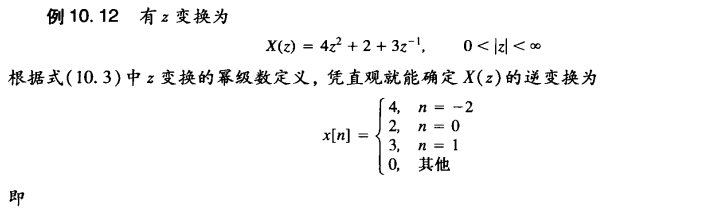 例 10.12 有 z 变换为
X(z) = 4z² + 2 + 3z⁻¹, 0 < |z| < ∞
根据式(10.3)中 z 变换的幂级数定义，凭直观就能确定 X(z)的逆变换为
x[n] = { 4, n = −2
2, n = 0
3, n = 1
0, 其他
即